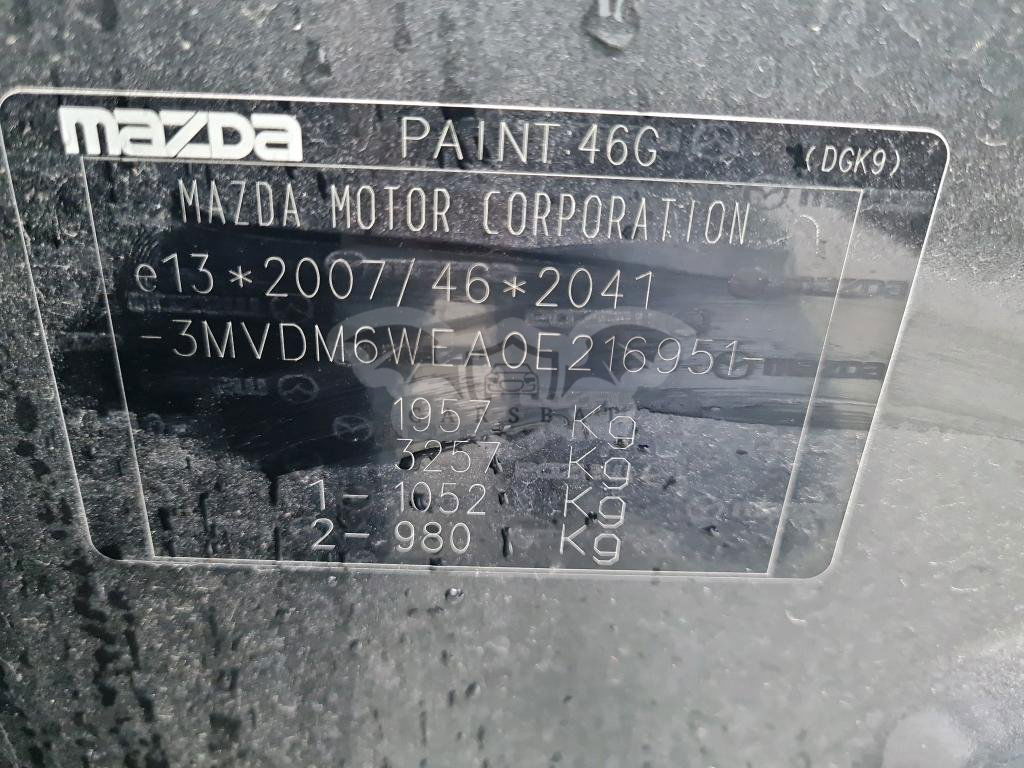 mazda PAINT 46G (DGK9)
MAZDA MOTOR CORPORATION
e13*2007/46*2041
-3MVDM6WEA0E216951-
1957 Kg
3257 Kg
1-1052 Kg
2-980 Kg